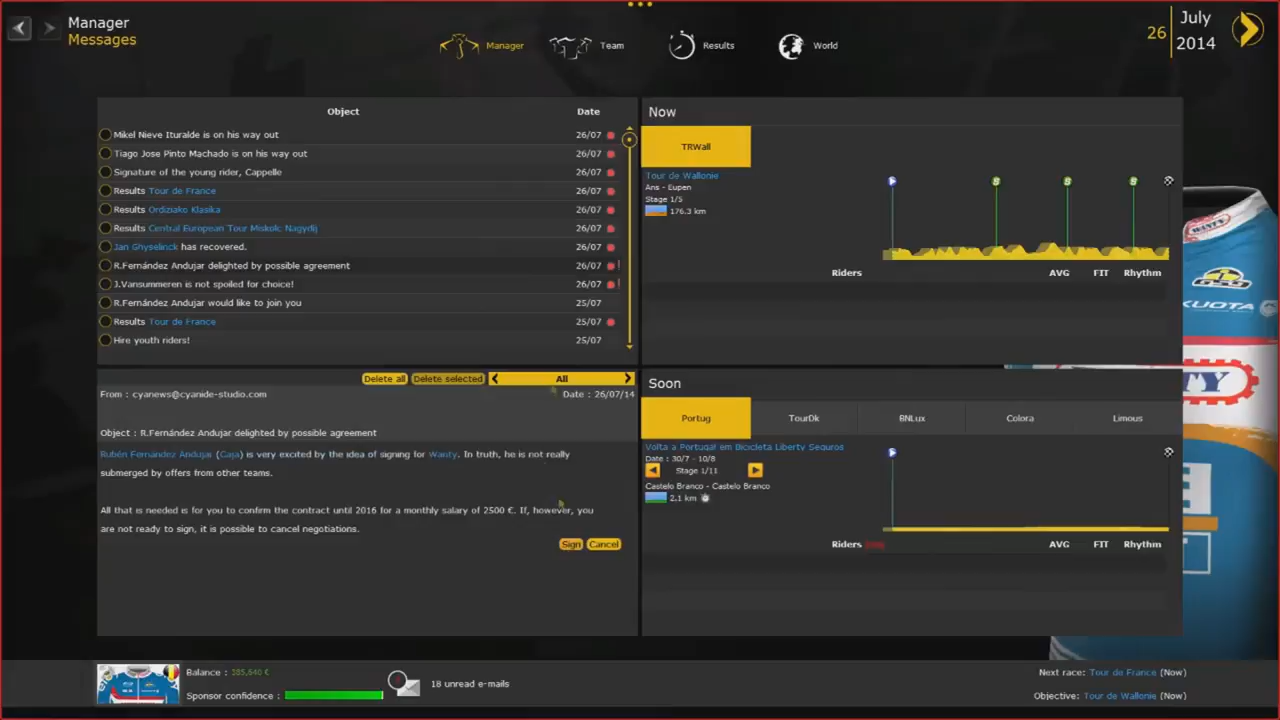 Manager
Messages
Manager
Team
Results
World
26
July
2014
Object
Date
Mikel Nieve Ituralde is on his way out 26/07
Tiago Jose Pinto Machado is on his way out 26/07
Signature of the young rider, Cappelle 26/07
Results Tour de France 26/07
Results Ordiziako Klasika 26/07
Results Central European Tour Miskolc Nagydíj 26/07
Jan Ghyselinck has recovered. 26/07
R.Fernández Andujar delighted by possible agreement 26/07
J.Vansummeren is not spoiled for choice! 26/07
R.Fernández Andujar would like to join you 25/07
Results Tour de France 25/07
Hire youth riders! 25/07
Delete all
Delete selected
All
From : cyanews@cyanide-studio.com
Date : 26/07/14
Object : R.Fernández Andujar delighted by possible agreement
Rubén Fernández Andujar (Caja) is very excited by the idea of signing for Wanty. In truth, he is not really
submerged by offers from other teams.
All that is needed is for you to confirm the contract until 2016 for a monthly salary of 2500 €. If, however, you
are not ready to sign, it is possible to cancel negotiations.
Sign
Cancel
Now
TRWall
Tour de Wallonie
Ans - Eupen
Stage 1/5
176.3 km
S
S
S
Riders
AVG
FIT
Rhythm
Soon
Portug
TourDk
BNLux
Colora
Limous
Volta a Portugal em Bicicleta Liberty Seguros
Date : 30/7 - 10/8
Stage 1/11
Castelo Branco - Castelo Branco
2.1 km
Riders
AVG
FIT
Rhythm
KUOTA
Balance : 385,640 €
Sponsor confidence :
18 unread e-mails
Next race: Tour de France (Now)
Objective: Tour de Wallonie (Now)